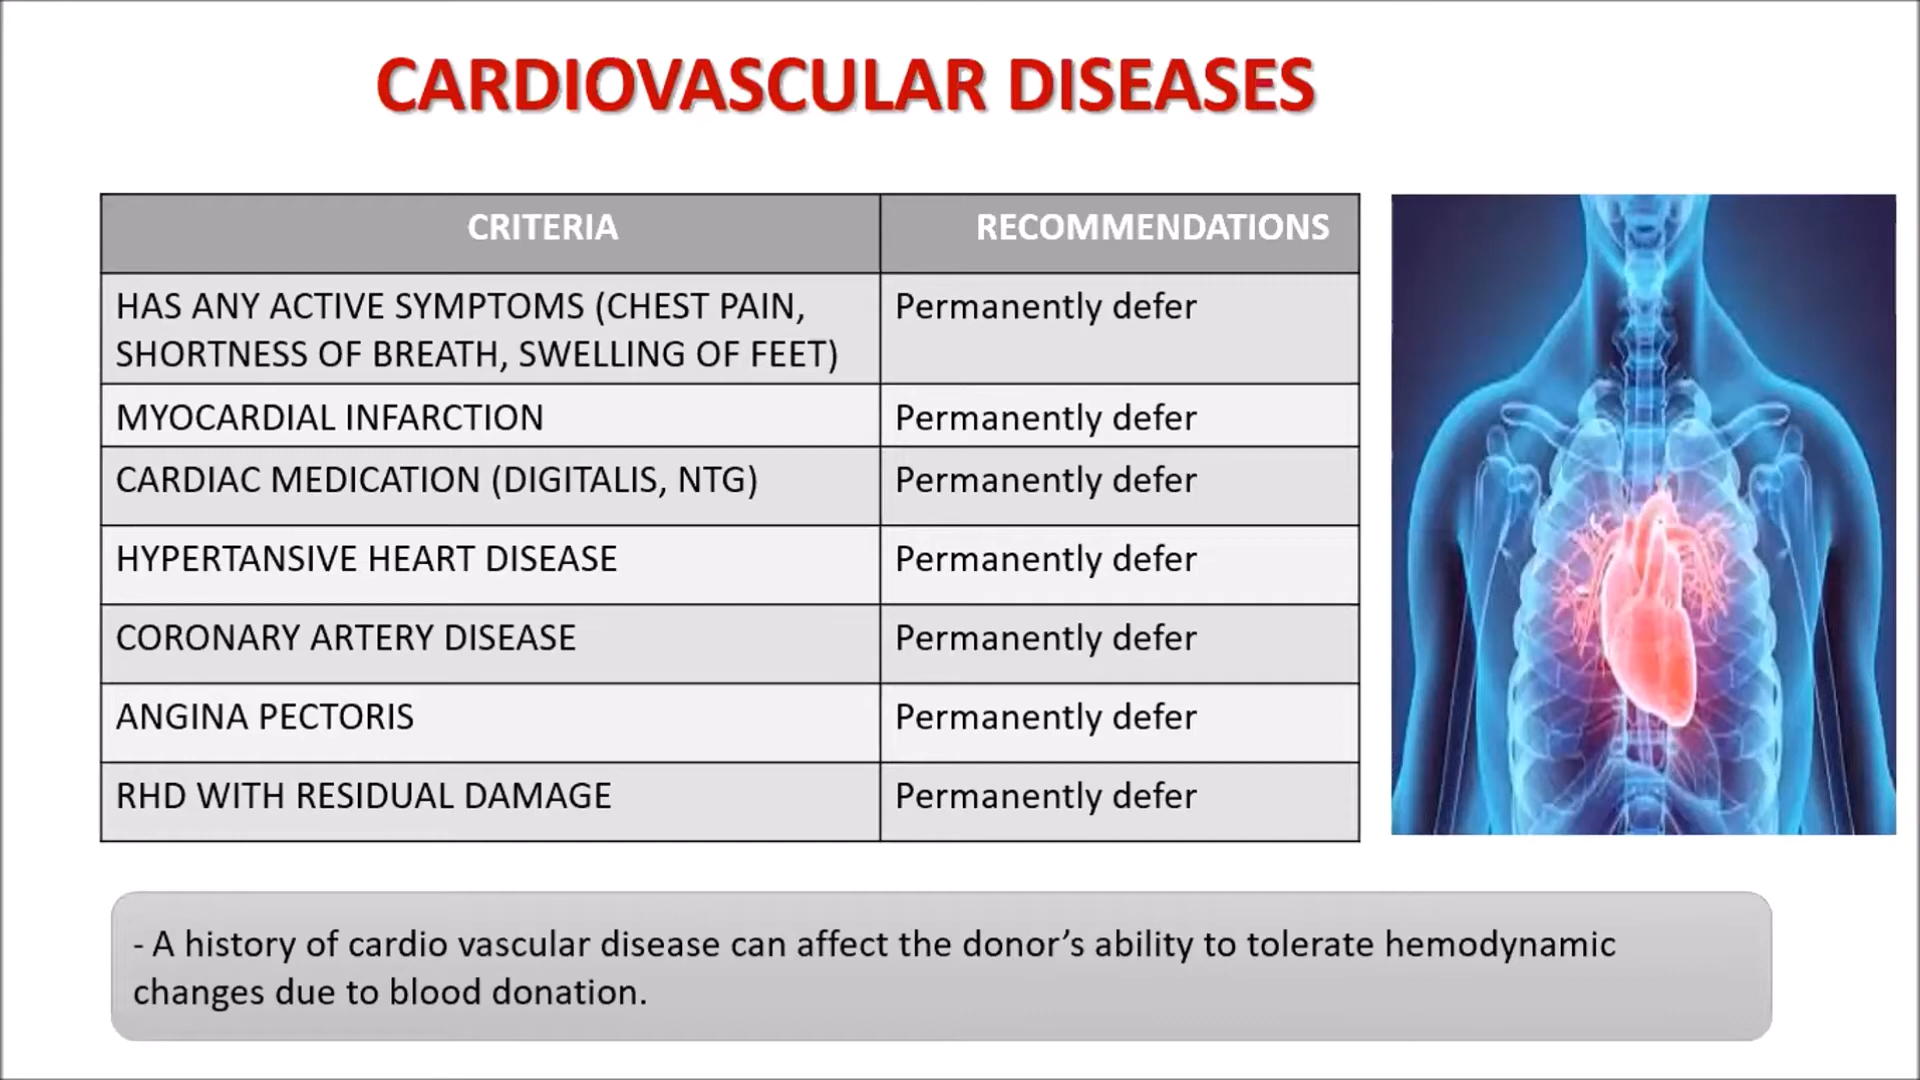 CARDIOVASCULAR DISEASES
CRITERIA RECOMMENDATIONS
HAS ANY ACTIVE SYMPTOMS (CHEST PAIN, Permanently defer
SHORTNESS OF BREATH, SWELLING OF FEET)
MYOCARDIAL INFARCTION Permanently defer
CARDIAC MEDICATION (DIGITALIS, NTG) Permanently defer
HYPERTANSIVE HEART DISEASE Permanently defer
CORONARY ARTERY DISEASE Permanently defer
ANGINA PECTORIS Permanently defer
RHD WITH RESIDUAL DAMAGE Permanently defer
- A history of cardio vascular disease can affect the donor’s ability to tolerate hemodynamic
changes due to blood donation.